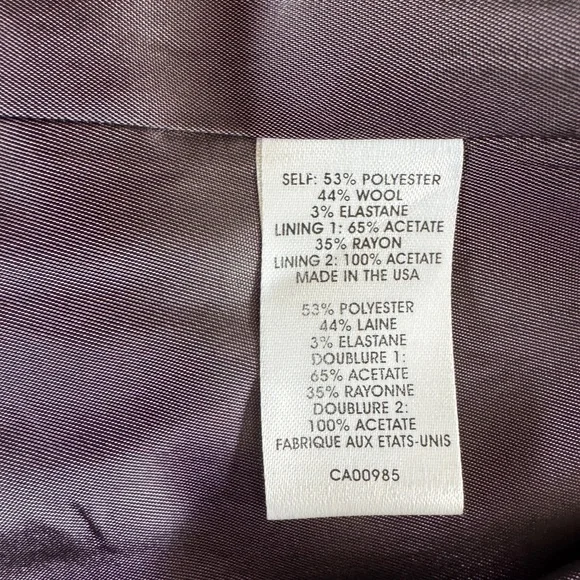 SELF: 53% POLYESTER
44% WOOL
3% ELASTANE
LINING 1: 65% ACETATE
35% RAYON
LINING 2: 100% ACETATE
MADE IN THE USA
53% POLYESTER
44% LAINE
3% ELASTANE
DOUBLURE 1:
65% ACETATE
35% RAYONNE
DOUBLURE 2:
100% ACETATE
FABRIQUE AUX ETATS-UNIS
CA00985